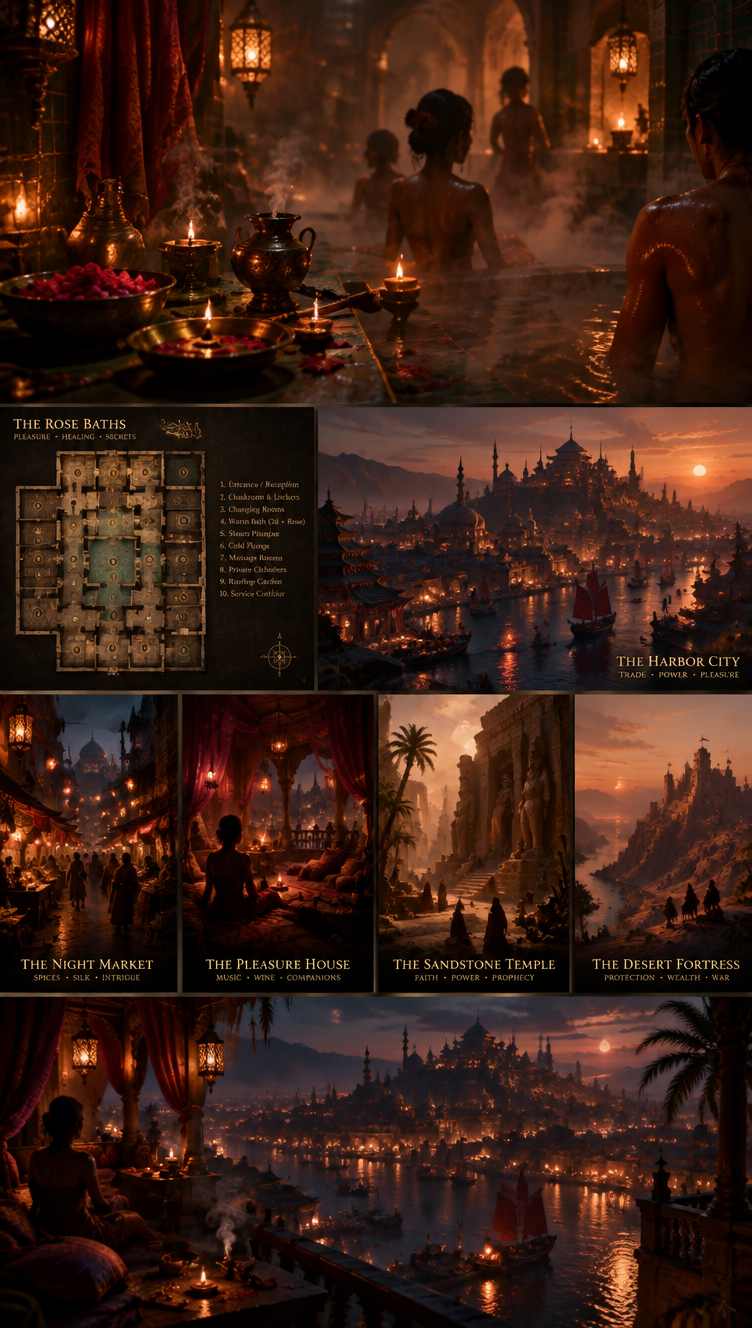 THE ROSE BATHS
PLEASURE • HEALING • SECRETS
1. Entrance / Reception
2. Cloakroom & Lockers
3. Changing Rooms
4. Warm Bath (Oil + Rose)
5. Steam
6. Cold Plunge
7. Massage Rooms
8. Private Chambers
9. Rooftop Garden
10. Service Corridor
THE HARBOR CITY
TRADE • POWER • PLEASURE
THE NIGHT MARKET
SPICES • SILK • INTRIGUE
THE PLEASURE HOUSE
MUSIC • WINE • COMPANIONS
THE SANDSTONE TEMPLE
FAITH • POWER • PROPHECY
THE DESERT FORTRESS
PROTECTION • WEALTH • WAR